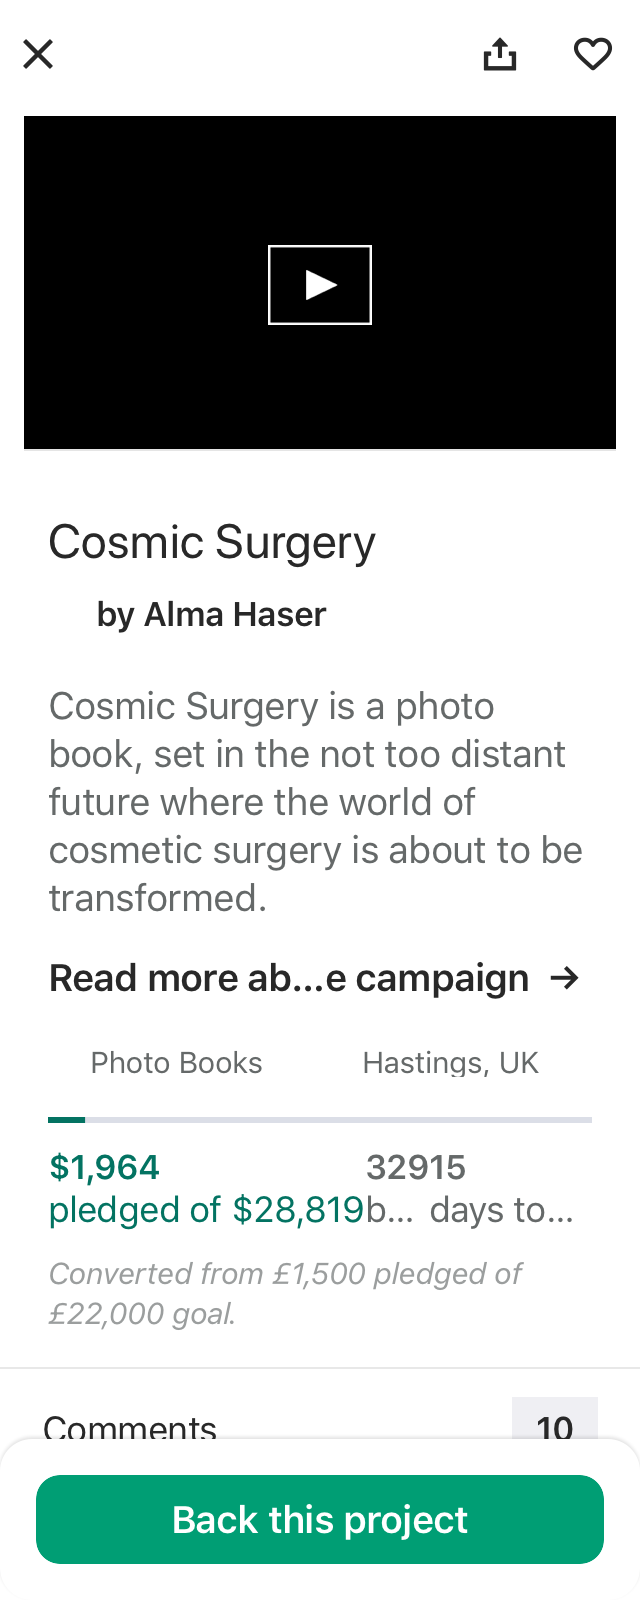 Cosmic Surgery
by Alma Haser
Cosmic Surgery is a photo
book, set in the not too distant
future where the world of
cosmetic surgery is about to be
transformed.
Read more ab...e campaign →
Photo Books Hastings, UK
$1,964 32915
pledged of $28,819b... days to...
Converted from £1,500 pledged of
£22,000 goal.
Comments 10
Back this project